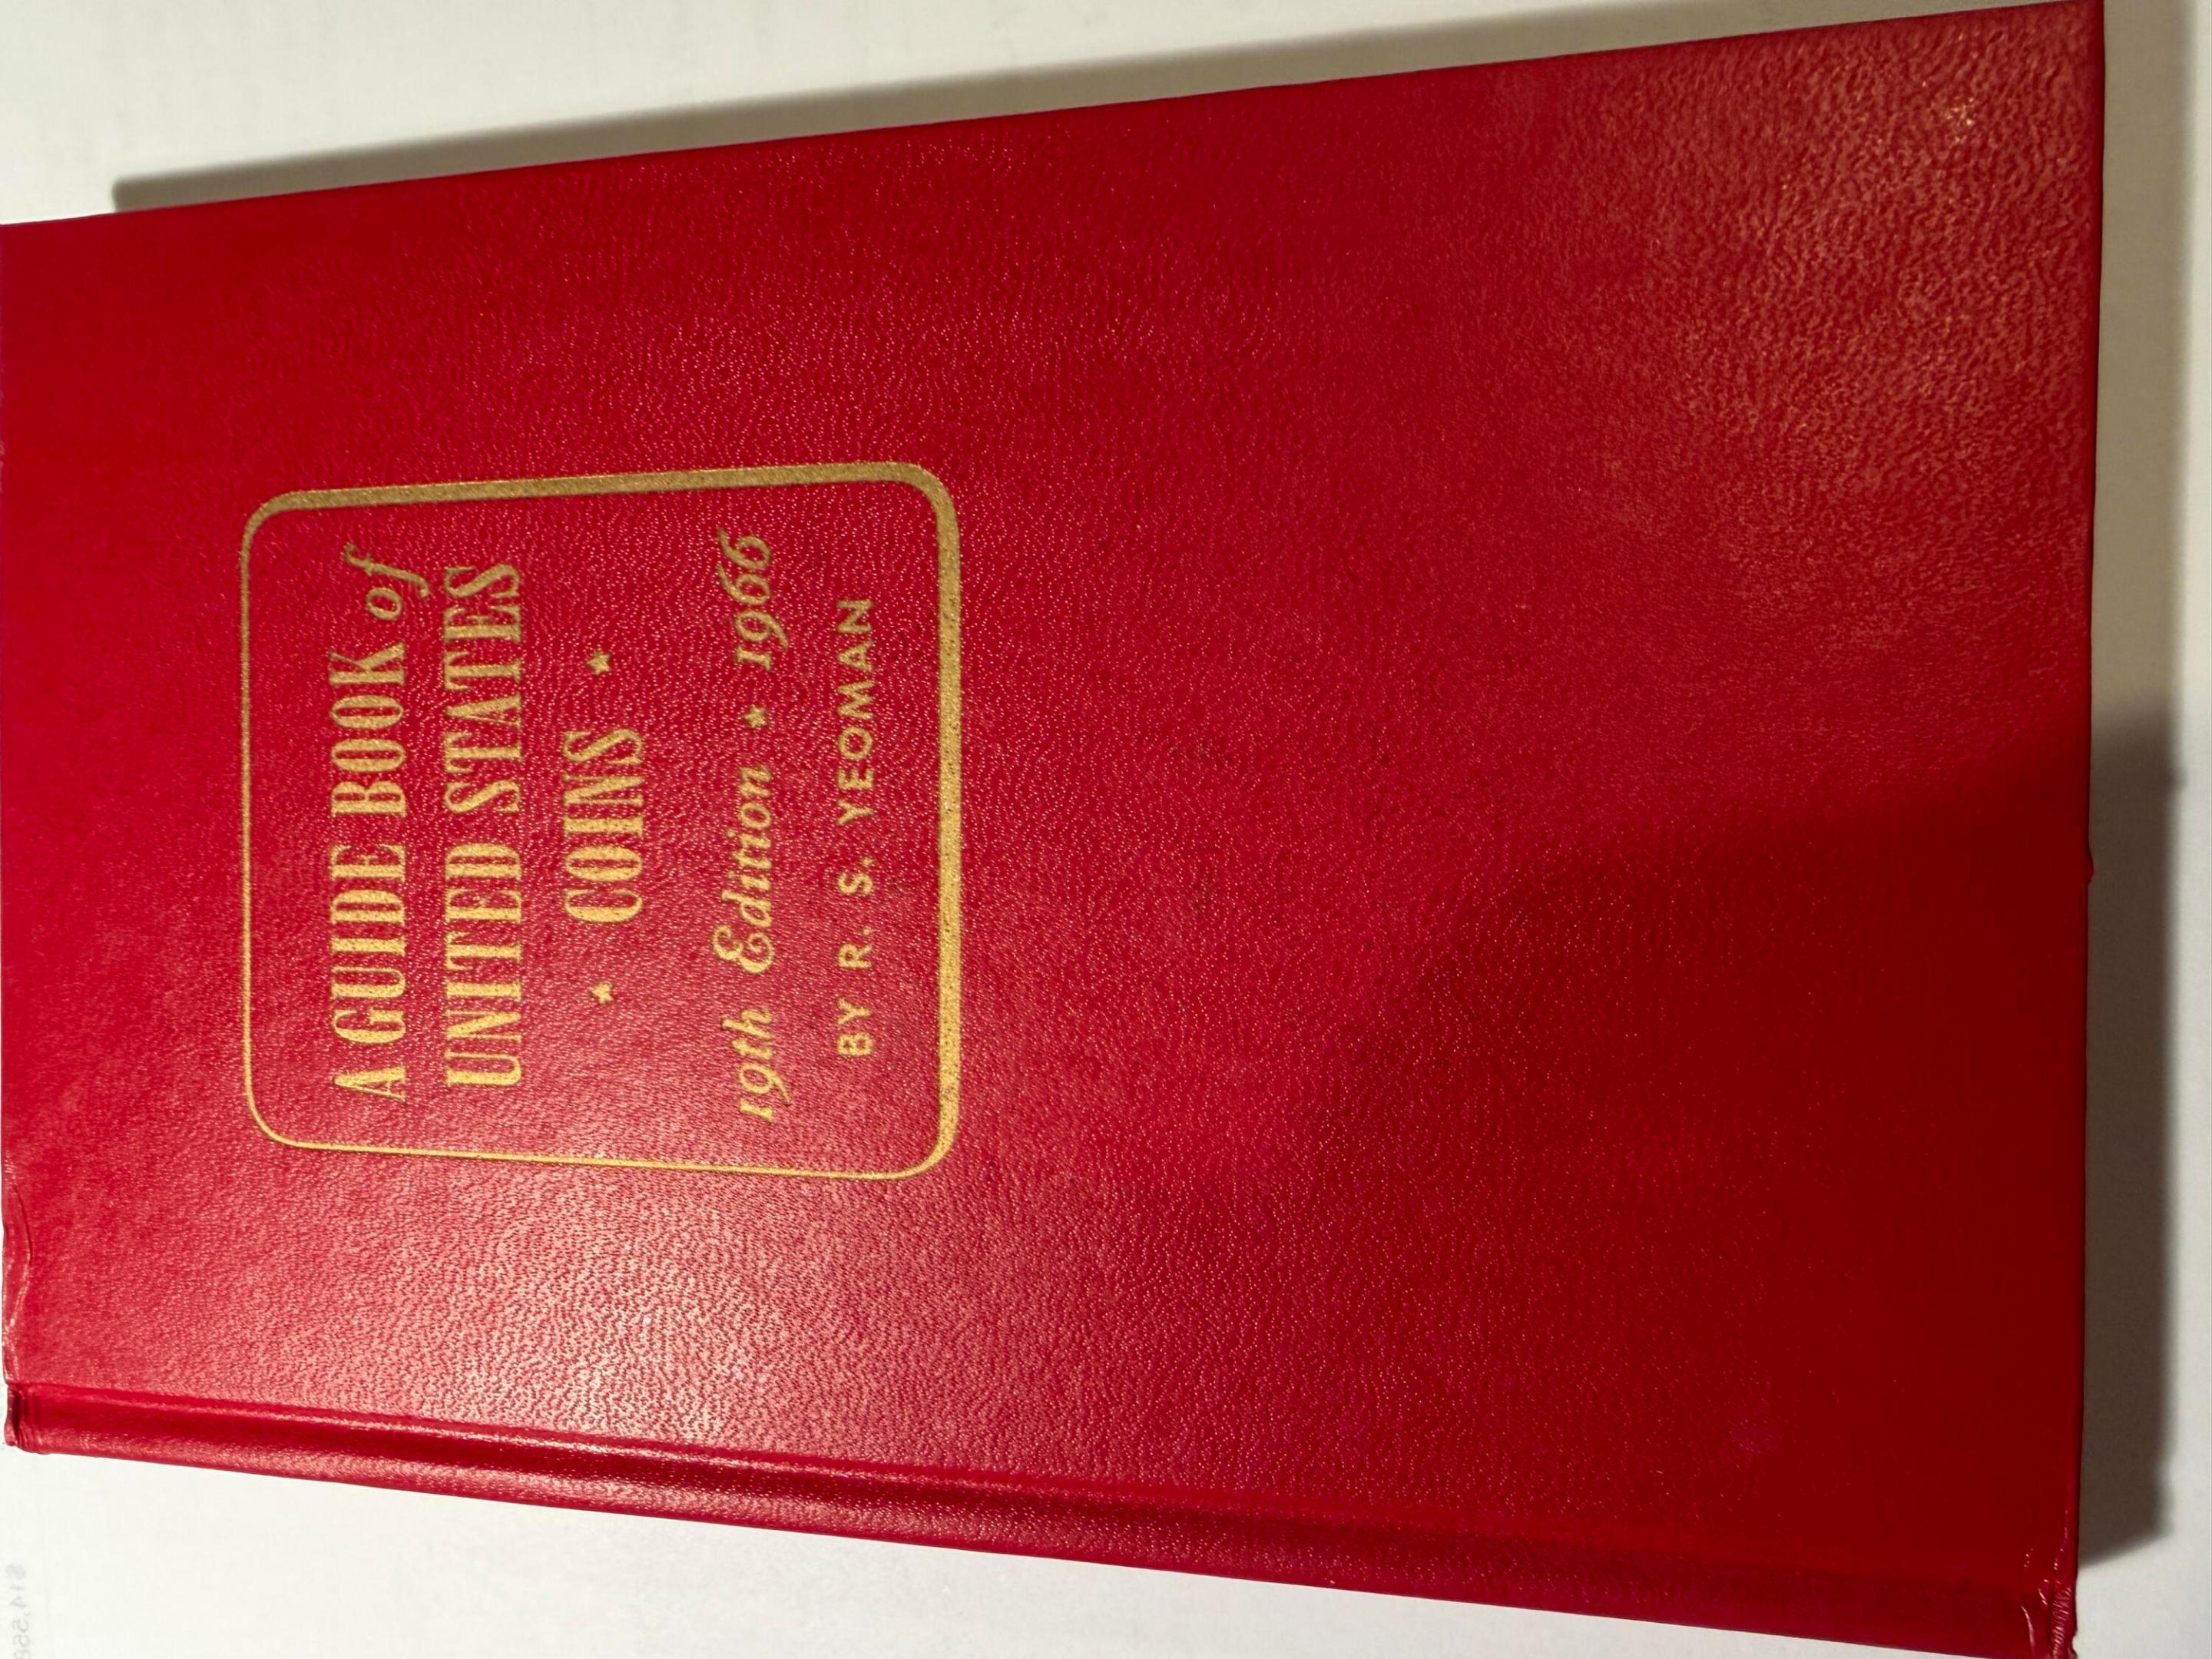 A GUIDE BOOK of
UNITED STATES
★ COINS ★
19th Edition ★ 1966
BY R. S. YEOMAN